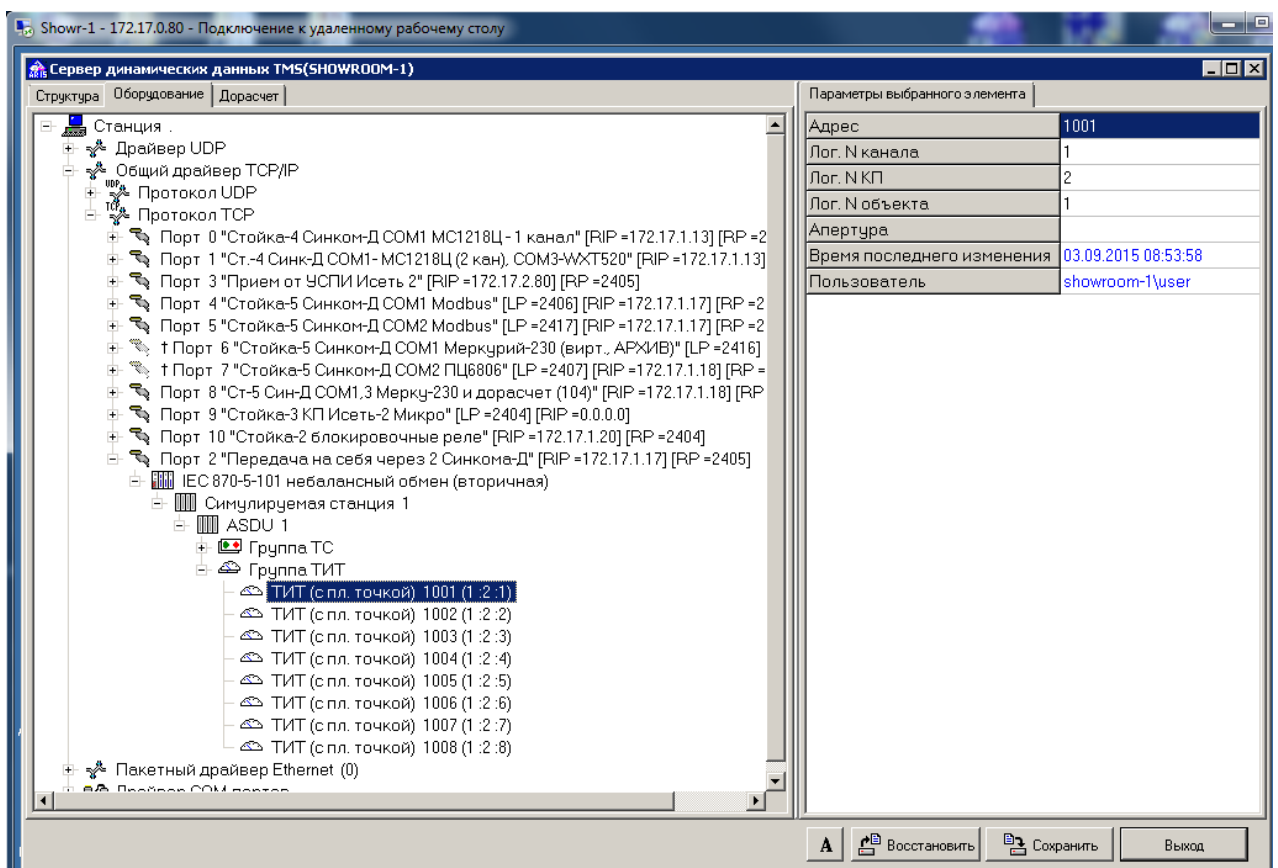 Showr-1 - 172.17.0.80 - Подключение к удаленному рабочему столу
ARIS Сервер динамических данных TMS(SHOWROOM-1)
Структура Оборудование Дорасчет
Станция .
Драйвер UDP
Общий драйвер TCP/IP
UDP Протокол UDP
TCP Протокол TCP
Порт 0 "Стойка-4 Синком-Д COM1 МС1218Ц - 1 канал" [RIP =172.17.1.13] [RP =2
Порт 1 "Ст.-4 Синк-Д COM1- МС1218Ц (2 кан), COM3-WXT520" [RIP =172.17.1.13]
Порт 3 "Прием от УСПИ Исеть 2" [RIP =172.17.2.80] [RP =2405]
Порт 4 "Стойка-5 Синком-Д COM1 Modbus" [LP =2406] [RIP =172.17.1.17] [RP =2
Порт 5 "Стойка-5 Синком-Д COM2 Modbus" [LP =2417] [RIP =172.17.1.17] [RP =2
† Порт 6 "Стойка-5 Синком-Д COM1 Меркурий-230 (вирт., АРХИВ)" [LP =2416]
† Порт 7 "Стойка-5 Синком-Д COM2 ПЦ6806" [LP =2407] [RIP =172.17.1.18] [RP =
Порт 8 "Ст-5 Син-Д COM1,3 Мерку-230 и дорасчет (104)" [RIP =172.17.1.18] [RP
Порт 9 "Стойка-3 КП Исеть-2 Микро" [LP =2404] [RIP =0.0.0.0]
Порт 10 "Стойка-2 блокировочные реле" [RIP =172.17.1.20] [RP =2404]
Порт 2 "Передача на себя через 2 Синкома-Д" [RIP =172.17.1.17] [RP =2405]
IEC 870-5-101 небалансный обмен (вторичная)
Симулируемая станция 1
ASDU 1
Группа ТС
Группа ТИТ
ТИТ (с пл. точкой) 1001 (1 :2 :1)
ТИТ (с пл. точкой) 1002 (1 :2 :2)
ТИТ (с пл. точкой) 1003 (1 :2 :3)
ТИТ (с пл. точкой) 1004 (1 :2 :4)
ТИТ (с пл. точкой) 1005 (1 :2 :5)
ТИТ (с пл. точкой) 1006 (1 :2 :6)
ТИТ (с пл. точкой) 1007 (1 :2 :7)
ТИТ (с пл. точкой) 1008 (1 :2 :8)
Пакетный драйвер Ethernet (0)
Драйвер COM портов
Параметры выбранного элемента
Адрес 1001
Лог. N канала 1
Лог. N КП 2
Лог. N объекта 1
Апертура
Время последнего изменения 03.09.2015 08:53:58
Пользователь showroom-1\user
А Восстановить Сохранить Выход